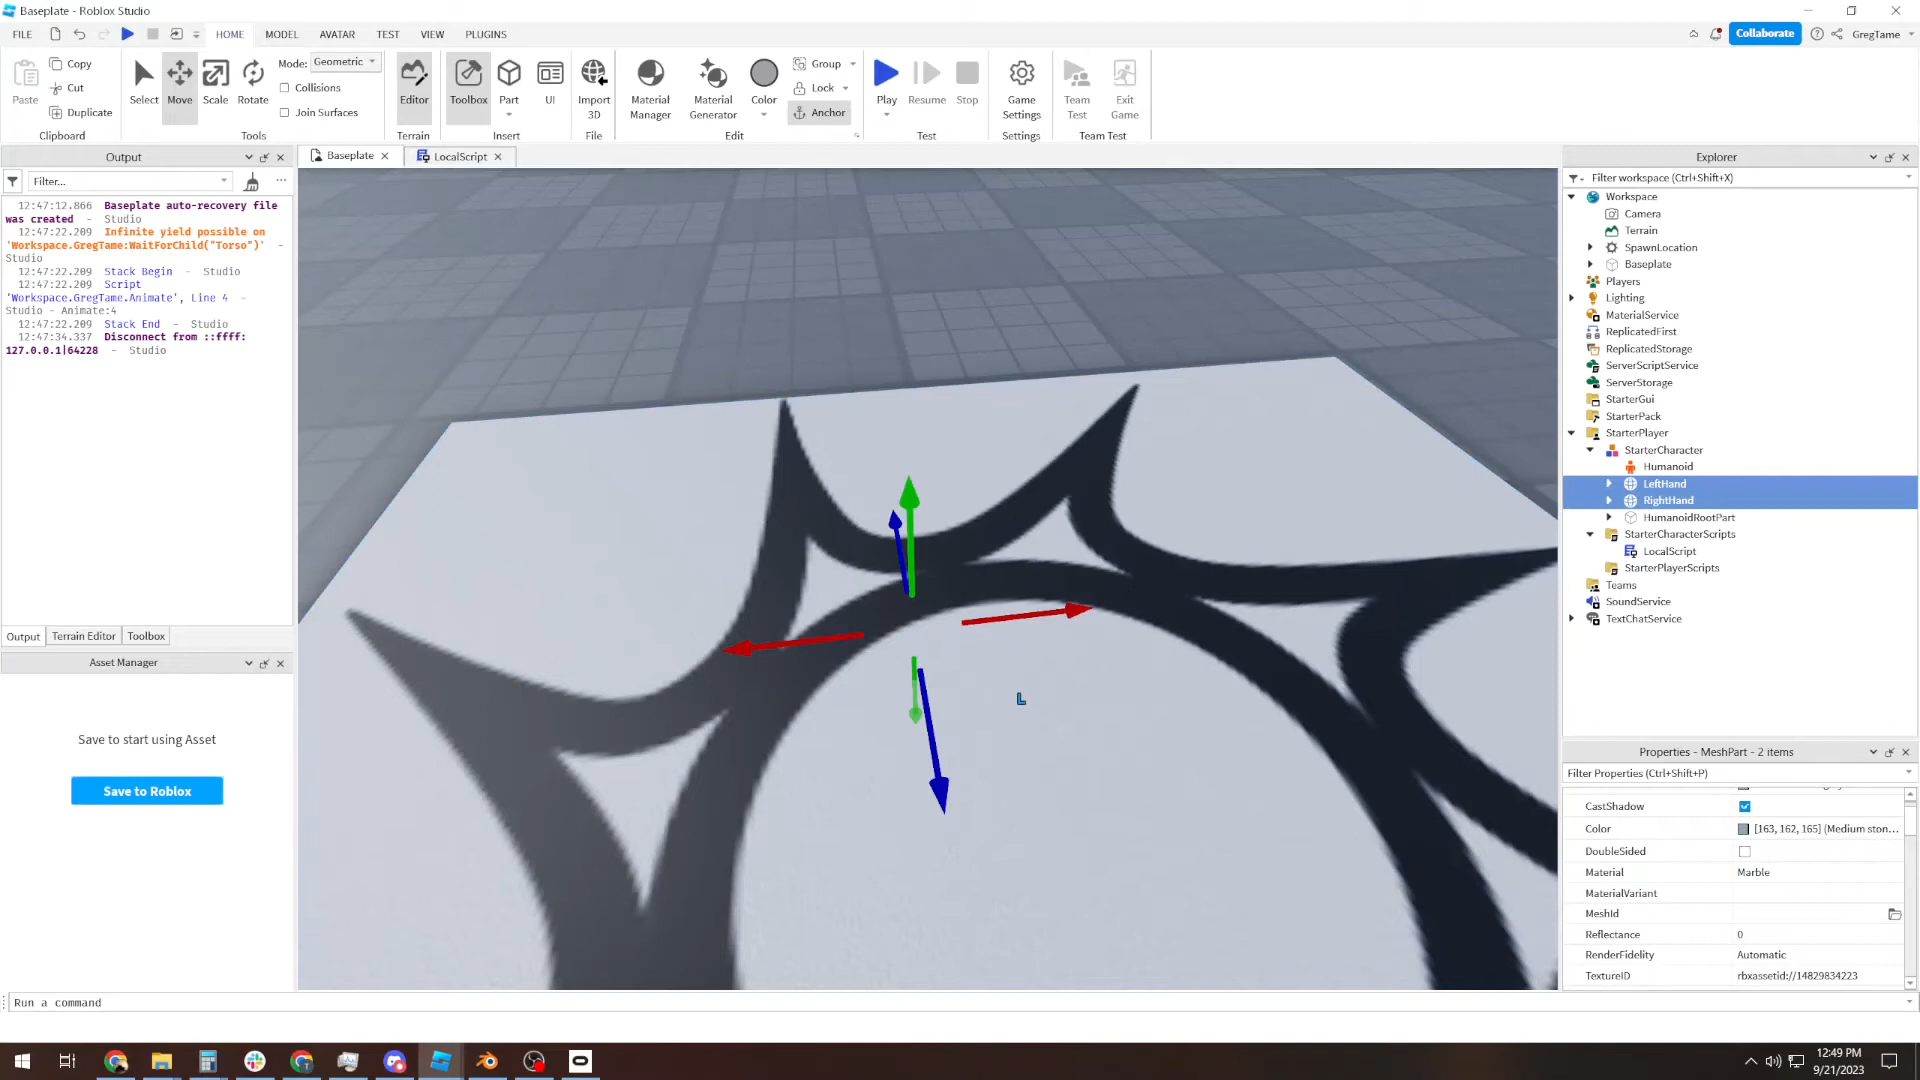 Baseplate - Roblox Studio
FILE
HOME
MODEL
AVATAR
TEST
VIEW
PLUGINS
Collaborate
GregTame
Paste
Copy
Cut
Duplicate
Clipboard
Select
Move
Scale
Rotate
Mode: Geometric
Collisions
Join Surfaces
Tools
Editor
Terrain
Toolbox
Part
UI
Insert
Import
3D
File
Material
Manager
Material
Generator
Color
Group
Lock
Anchor
Edit
Play
Resume
Stop
Test
Game
Settings
Settings
Team
Test
Exit
Game
Team Test
Output
Filter...
12:47:12.866 Baseplate auto-recovery file
was created - Studio
12:47:22.209 Infinite yield possible on
'Workspace.GregTame:WaitForChild("Torso")' -
Studio
12:47:22.209 Stack Begin - Studio
12:47:22.209 Script
'Workspace.GregTame.Animate', Line 4 -
Studio - Animate:4
12:47:22.209 Stack End - Studio
12:47:34.337 Disconnect from ::ffff:
127.0.0.1|64228 - Studio
Output
Terrain Editor
Toolbox
Asset Manager
Save to start using Asset
Save to Roblox
Baseplate
LocalScript
L
Explorer
Filter workspace (Ctrl+Shift+X)
Workspace
Camera
Terrain
SpawnLocation
Baseplate
Players
Lighting
MaterialService
ReplicatedFirst
ReplicatedStorage
ServerScriptService
ServerStorage
StarterGui
StarterPack
StarterPlayer
StarterCharacter
Humanoid
LeftHand
RightHand
HumanoidRootPart
StarterCharacterScripts
LocalScript
StarterPlayerScripts
Teams
SoundService
TextChatService
Properties - MeshPart - 2 items
Filter Properties (Ctrl+Shift+P)
CastShadow
Color [163, 162, 165] (Medium ston...
DoubleSided
Material Marble
MaterialVariant
MeshId
Reflectance 0
RenderFidelity Automatic
TextureID rbxassetid://14829834223
Run a command
12:49 PM
9/21/2023